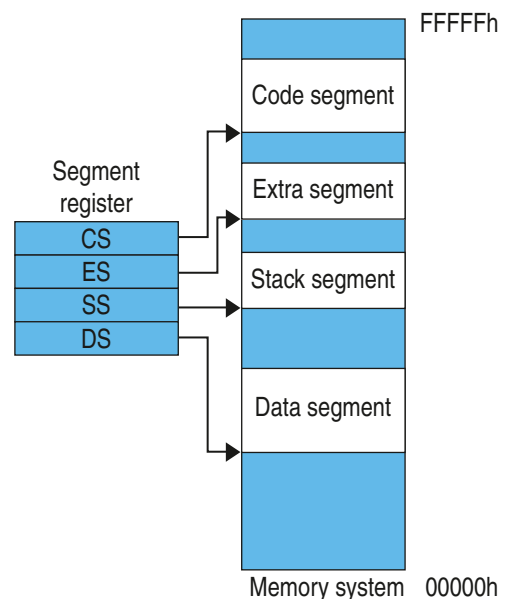 FFFFFh
Code segment
Segment
register
Extra segment
CS
ES
Stack segment
SS
DS
Data segment
Memory system 00000h